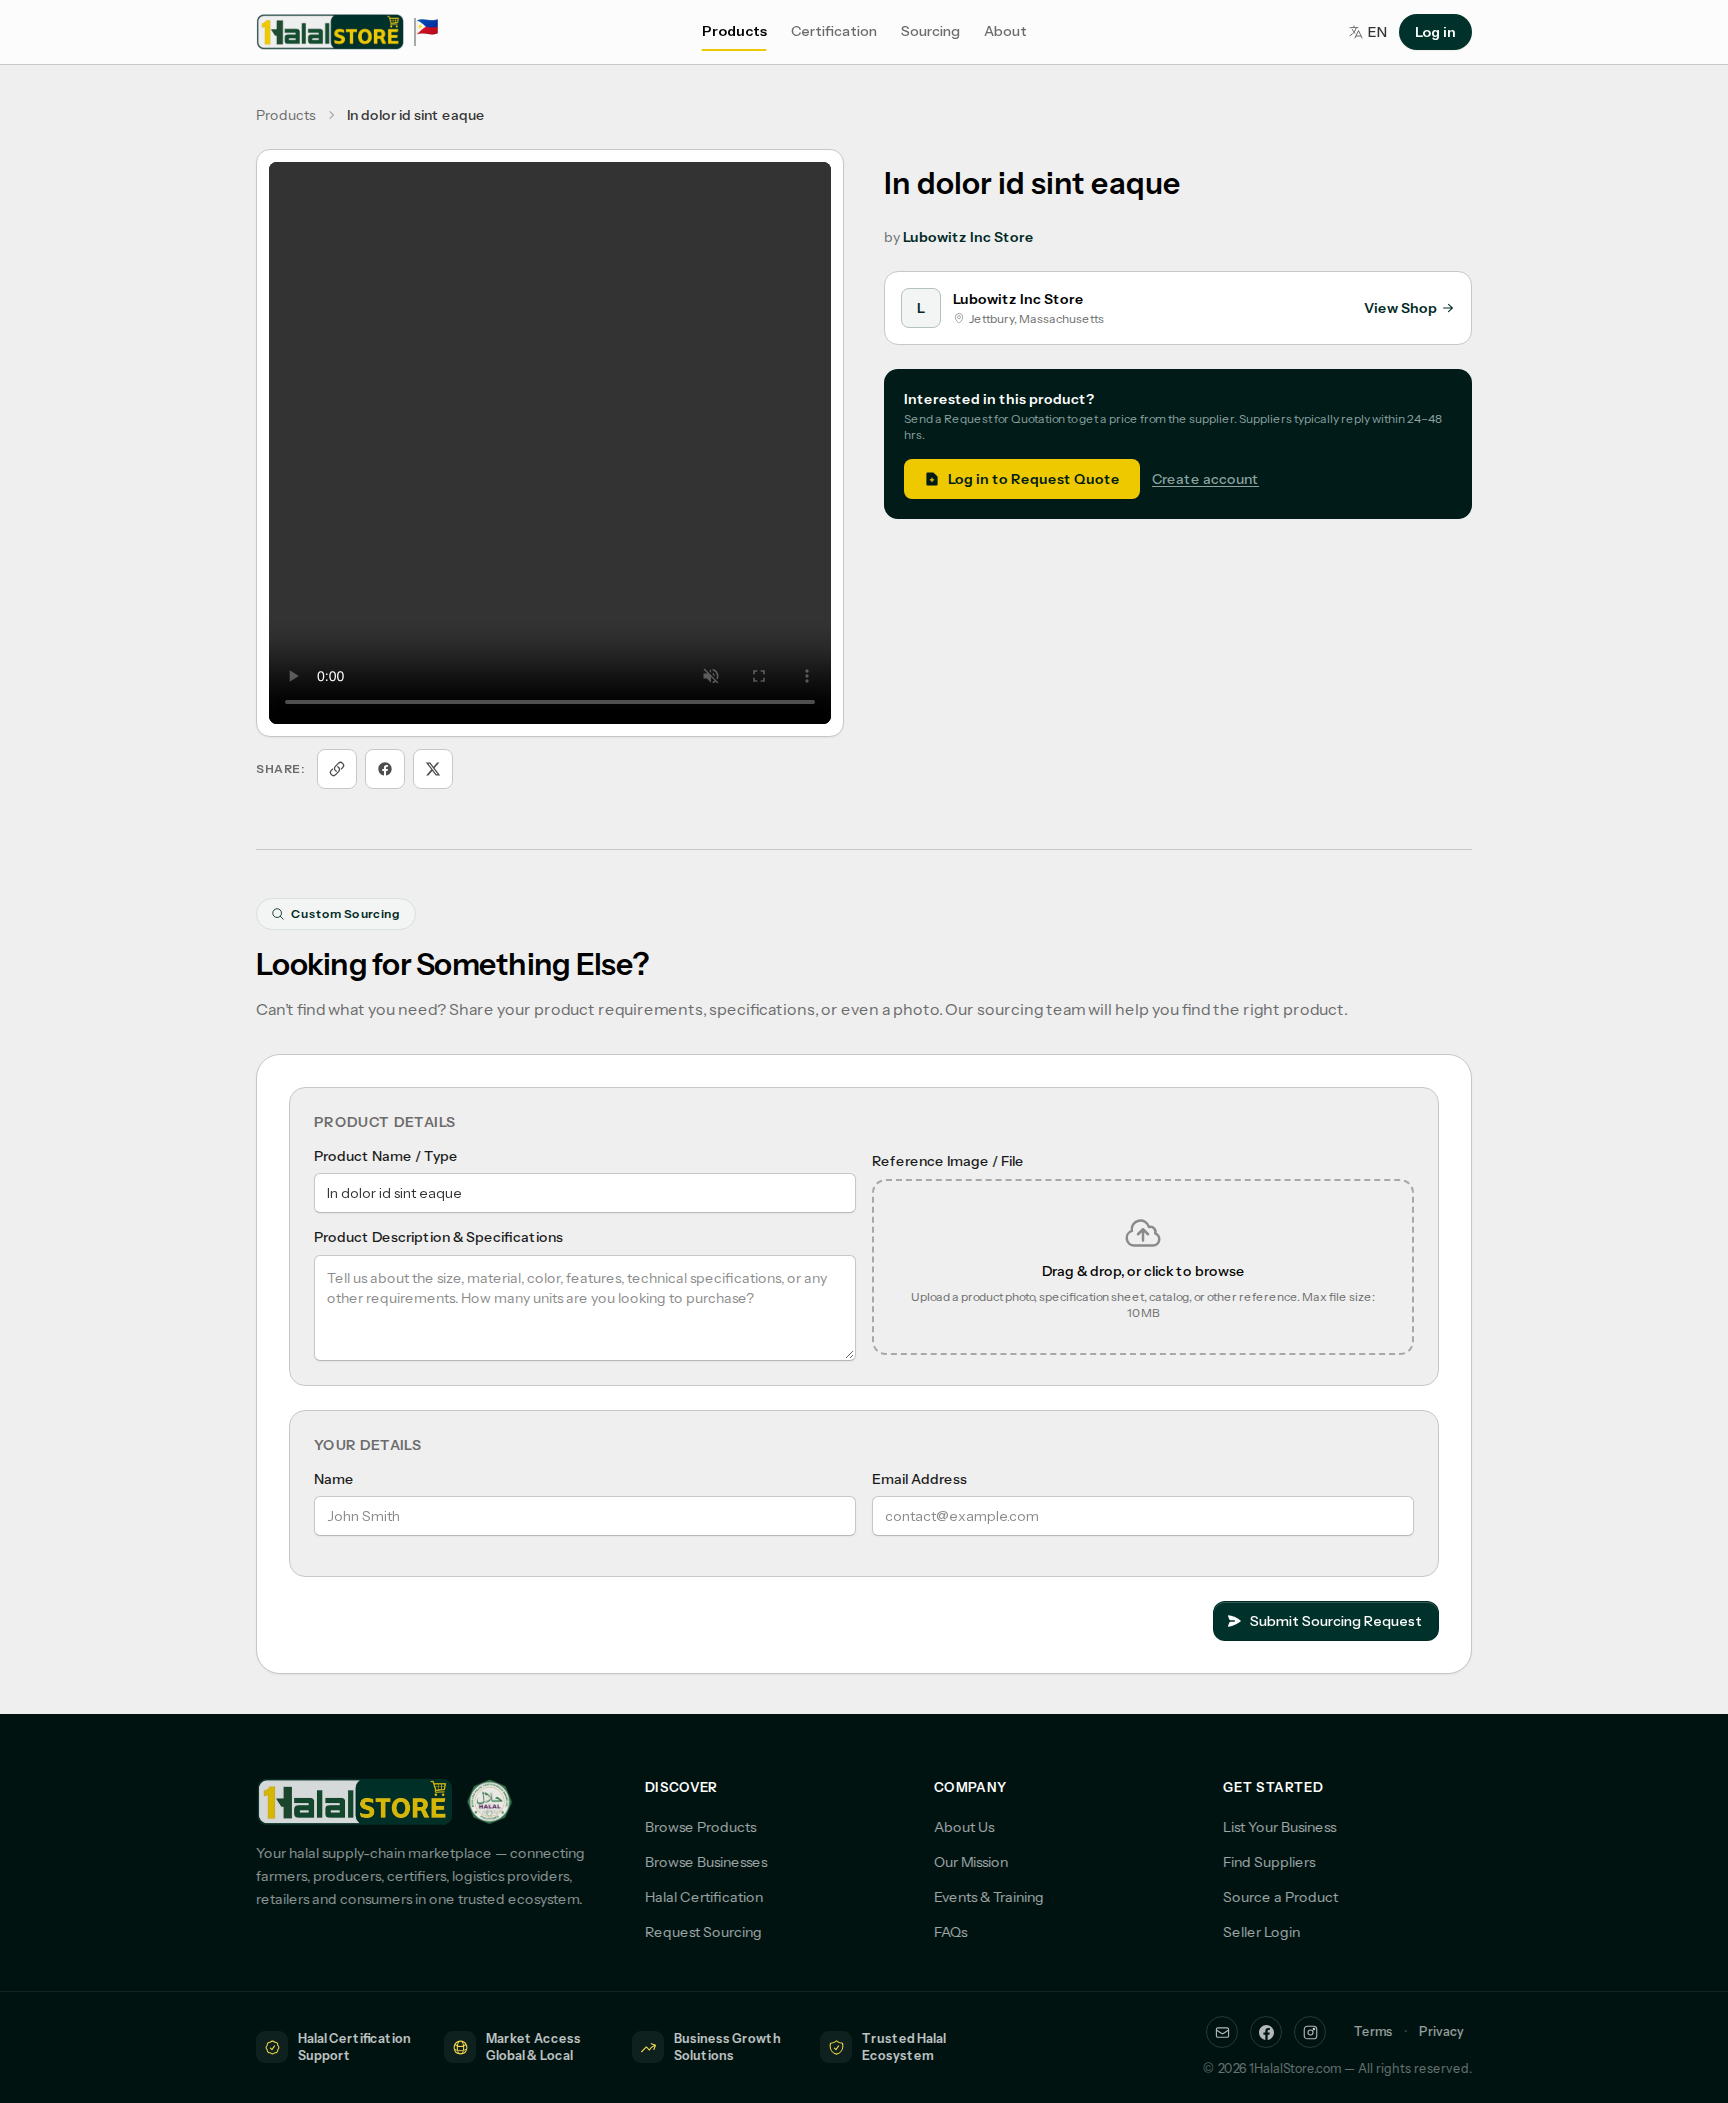 1HalalSTORE
Products
Certification
Sourcing
About
EN
Log in
Products
In dolor id sint eaque
0:00
SHARE:
In dolor id sint eaque
by Lubowitz Inc Store
L
Lubowitz Inc Store
Jettbury, Massachusetts
View Shop
Interested in this product?
Send a Request for Quotation to get a price from the supplier. Suppliers typically reply within 24–48
hrs.
Log in to Request Quote
Create account
Custom Sourcing
Looking for Something Else?
Can't find what you need? Share your product requirements, specifications, or even a photo. Our sourcing team will help you find the right product.
PRODUCT DETAILS
Product Name / Type
In dolor id sint eaque
Product Description & Specifications
Tell us about the size, material, color, features, technical specifications, or any
other requirements. How many units are you looking to purchase?
Reference Image / File
Drag & drop, or click to browse
Upload a product photo, specification sheet, catalog, or other reference. Max file size:
10MB
YOUR DETAILS
Name
John Smith
Email Address
contact@example.com
Submit Sourcing Request
1HalalSTORE
حلال
HALAL
Your halal supply-chain marketplace — connecting
farmers, producers, certifiers, logistics providers,
retailers and consumers in one trusted ecosystem.
DISCOVER
Browse Products
Browse Businesses
Halal Certification
Request Sourcing
COMPANY
About Us
Our Mission
Events & Training
FAQs
GET STARTED
List Your Business
Find Suppliers
Source a Product
Seller Login
Halal Certification
Support
Market Access
Global & Local
Business Growth
Solutions
Trusted Halal
Ecosystem
Terms · Privacy
© 2026 1HalalStore.com — All rights reserved.